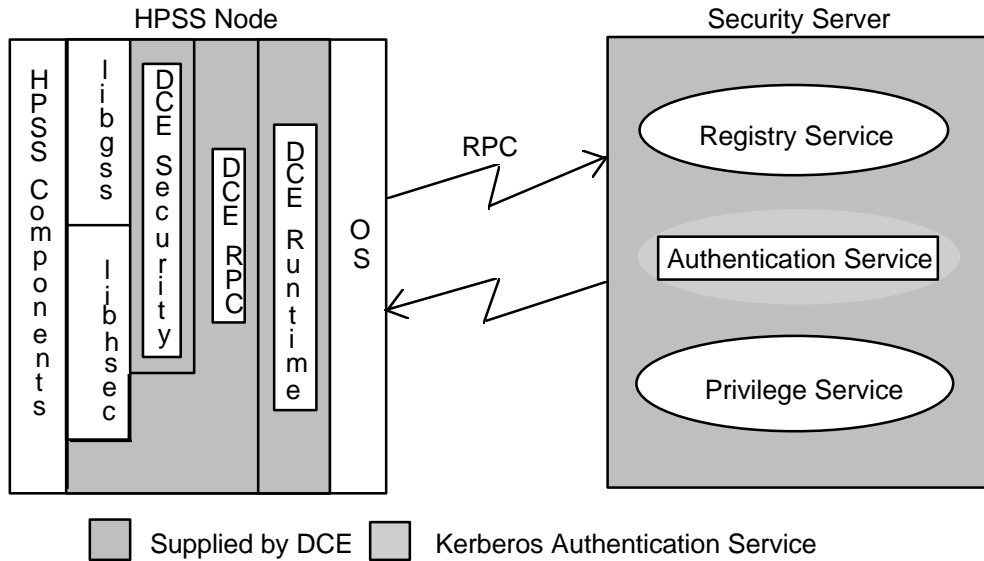 HPSS Node
Security Server
HPSS Components
libgss
libhsec
DCE Security
DCE RPC
DCE Runtime
OS
RPC
Registry Service
Authentication Service
Privilege Service
Supplied by DCE
Kerberos Authentication Service